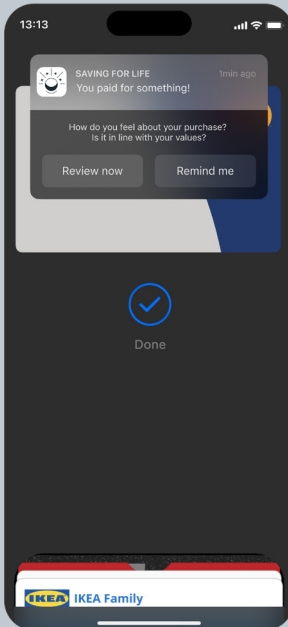 13:13
SAVING FOR LIFE 1min ago
You paid for something!
How do you feel about your purchase?
Is it in line with your values?
Review now Remind me
Done
IKEA IKEA Family